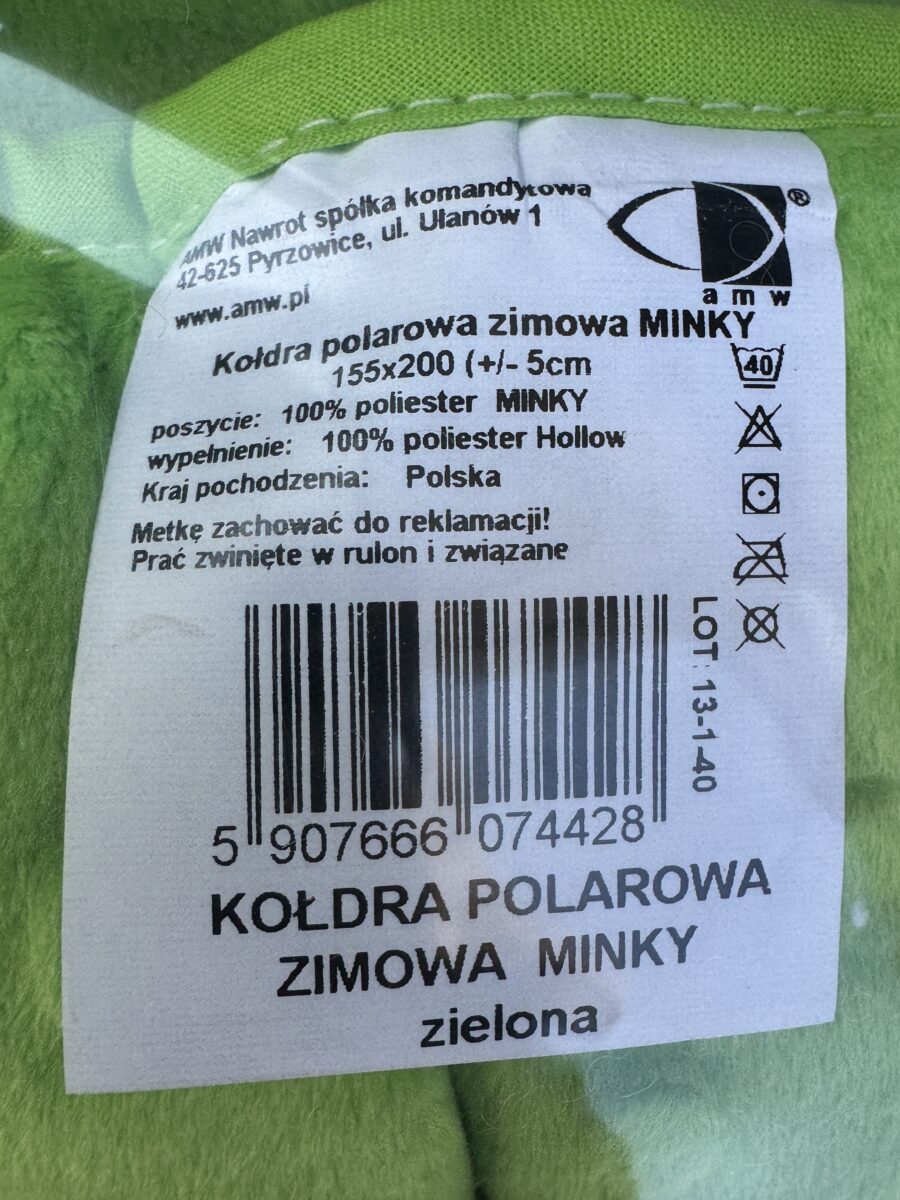 AMW Nawrot spółka komandytowa
42-625 Pyrzowice, ul. Ułanów 1
www.amw.pl
®
amw
Kołdra polarowa zimowa MINKY
155x200 (+/- 5cm
40
poszycie: 100% poliester MINKY
wypełnienie: 100% poliester Hollow
Kraj pochodzenia: Polska
Metkę zachować do reklamacji!
Prać zwinięte w rulon i związane
LOT: 13-1-40
5 907666 074428
KOŁDRA POLAROWA
ZIMOWA MINKY
zielona